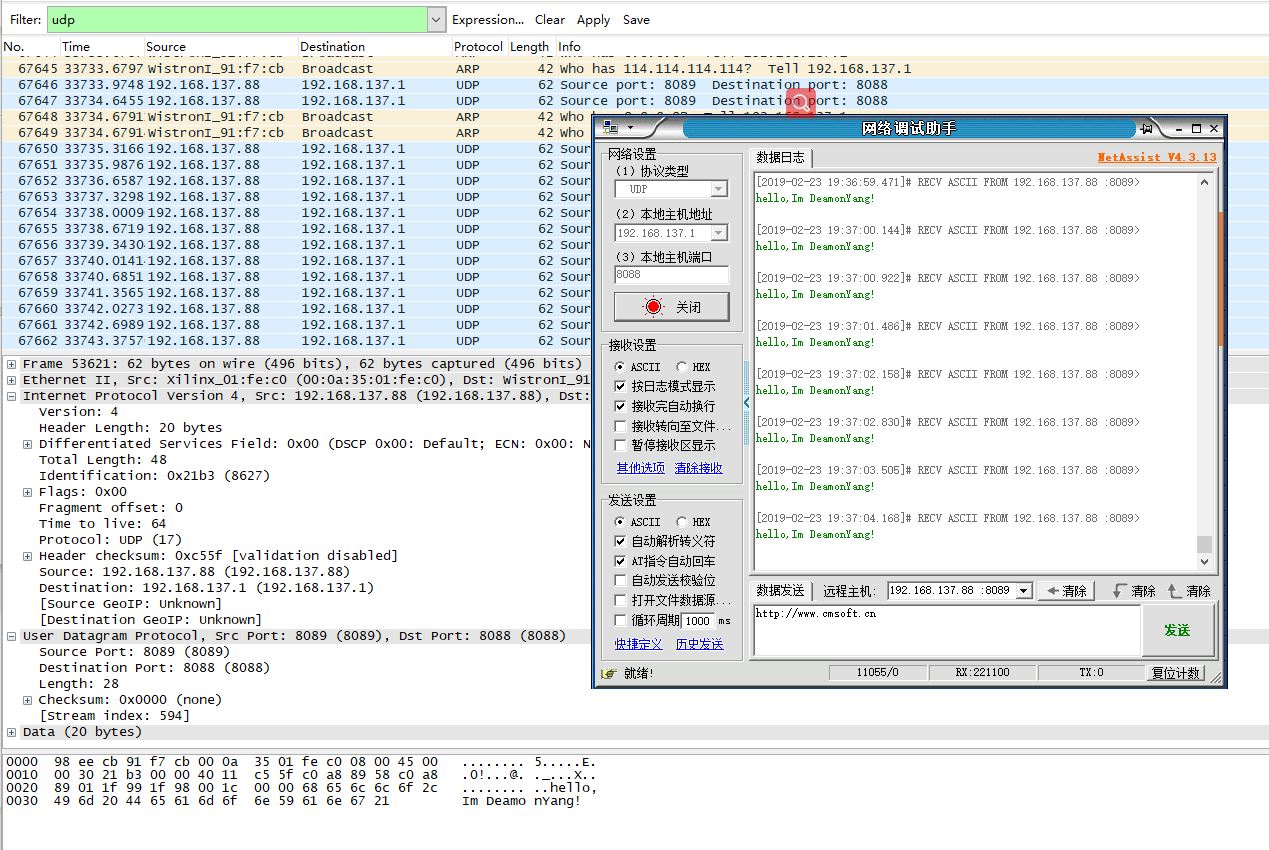 Filter: udp Expression... Clear Apply Save
No. Time Source Destination Protocol Length Info
67645 33733.6797 WistronI_91:f7:cb Broadcast ARP 42 Who has 114.114.114.114? Tell 192.168.137.1
67646 33733.9748 192.168.137.88 192.168.137.1 UDP 62 Source port: 8089 Destination port: 8088
67647 33734.6455 192.168.137.88 192.168.137.1 UDP 62 Source port: 8089 Destination port: 8088
67648 33734.6791 WistronI_91:f7:cb Broadcast ARP 42 Who
67649 33734.6791 WistronI_91:f7:cb Broadcast ARP 42 Who
67650 33735.3166 192.168.137.88 192.168.137.1 UDP 62 Sour
67651 33735.9876 192.168.137.88 192.168.137.1 UDP 62 Sour
67652 33736.6587 192.168.137.88 192.168.137.1 UDP 62 Sour
67653 33737.3298 192.168.137.88 192.168.137.1 UDP 62 Sour
67654 33738.0009 192.168.137.88 192.168.137.1 UDP 62 Sour
67655 33738.6719 192.168.137.88 192.168.137.1 UDP 62 Sour
67656 33739.3430 192.168.137.88 192.168.137.1 UDP 62 Sour
67657 33740.0141 192.168.137.88 192.168.137.1 UDP 62 Sour
67658 33740.6851 192.168.137.88 192.168.137.1 UDP 62 Sour
67659 33741.3565 192.168.137.88 192.168.137.1 UDP 62 Sour
67660 33742.0273 192.168.137.88 192.168.137.1 UDP 62 Sour
67661 33742.6989 192.168.137.88 192.168.137.1 UDP 62 Sour
67662 33743.3757 192.168.137.88 192.168.137.1 UDP 62 Sour
Frame 53621: 62 bytes on wire (496 bits), 62 bytes captured (496 bits)
Ethernet II, Src: Xilinx_01:fe:c0 (00:0a:35:01:fe:c0), Dst: WistronI_91
Internet Protocol Version 4, Src: 192.168.137.88 (192.168.137.88), Dst:
Version: 4
Header Length: 20 bytes
Differentiated Services Field: 0x00 (DSCP 0x00: Default; ECN: 0x00: N
Total Length: 48
Identification: 0x21b3 (8627)
Flags: 0x00
Fragment offset: 0
Time to live: 64
Protocol: UDP (17)
Header checksum: 0xc55f [validation disabled]
Source: 192.168.137.88 (192.168.137.88)
Destination: 192.168.137.1 (192.168.137.1)
[Source GeoIP: Unknown]
[Destination GeoIP: Unknown]
User Datagram Protocol, Src Port: 8089 (8089), Dst Port: 8088 (8088)
Source Port: 8089 (8089)
Destination Port: 8088 (8088)
Length: 28
Checksum: 0x0000 (none)
[Stream index: 594]
Data (20 bytes)
0000 98 ee cb 91 f7 cb 00 0a 35 01 fe c0 08 00 45 00 ........ 5.....E.
0010 00 30 21 b3 00 00 40 11 c5 5f c0 a8 89 58 c0 a8 .0!...@. ._...X..
0020 89 01 1f 99 1f 98 00 1c 00 00 68 65 6c 6c 6f 2c ........ ..hello,
0030 49 6d 20 44 65 61 6d 6f 6e 59 61 6e 67 21 Im Deamo nYang!
网络调试助手
网络设置
(1) 协议类型
UDP
(2) 本地主机地址
192.168.137.1
(3) 本地主机端口
8088
关闭
接收设置
ASCII HEX
按日志模式显示
接收完自动换行
接收转向至文件...
暂停接收区显示
其他选项 清除接收
发送设置
ASCII HEX
自动解析转义符
AT指令自动回车
自动发送校验位
打开文件数据源...
循环周期 1000 ms
快捷定义 历史发送
数据日志 NetAssist V4.3.13
[2019-02-23 19:36:59.471]# RECV ASCII FROM 192.168.137.88 :8089>
hello,Im DeamonYang!
[2019-02-23 19:37:00.144]# RECV ASCII FROM 192.168.137.88 :8089>
hello,Im DeamonYang!
[2019-02-23 19:37:00.922]# RECV ASCII FROM 192.168.137.88 :8089>
hello,Im DeamonYang!
[2019-02-23 19:37:01.486]# RECV ASCII FROM 192.168.137.88 :8089>
hello,Im DeamonYang!
[2019-02-23 19:37:02.158]# RECV ASCII FROM 192.168.137.88 :8089>
hello,Im DeamonYang!
[2019-02-23 19:37:02.830]# RECV ASCII FROM 192.168.137.88 :8089>
hello,Im DeamonYang!
[2019-02-23 19:37:03.505]# RECV ASCII FROM 192.168.137.88 :8089>
hello,Im DeamonYang!
[2019-02-23 19:37:04.168]# RECV ASCII FROM 192.168.137.88 :8089>
hello,Im DeamonYang!
数据发送 远程主机: 192.168.137.88 :8089 清除 清除 清除
http://www.cmsoft.cn
发送
就绪! 11055/0 RX:221100 TX:0 复位计数